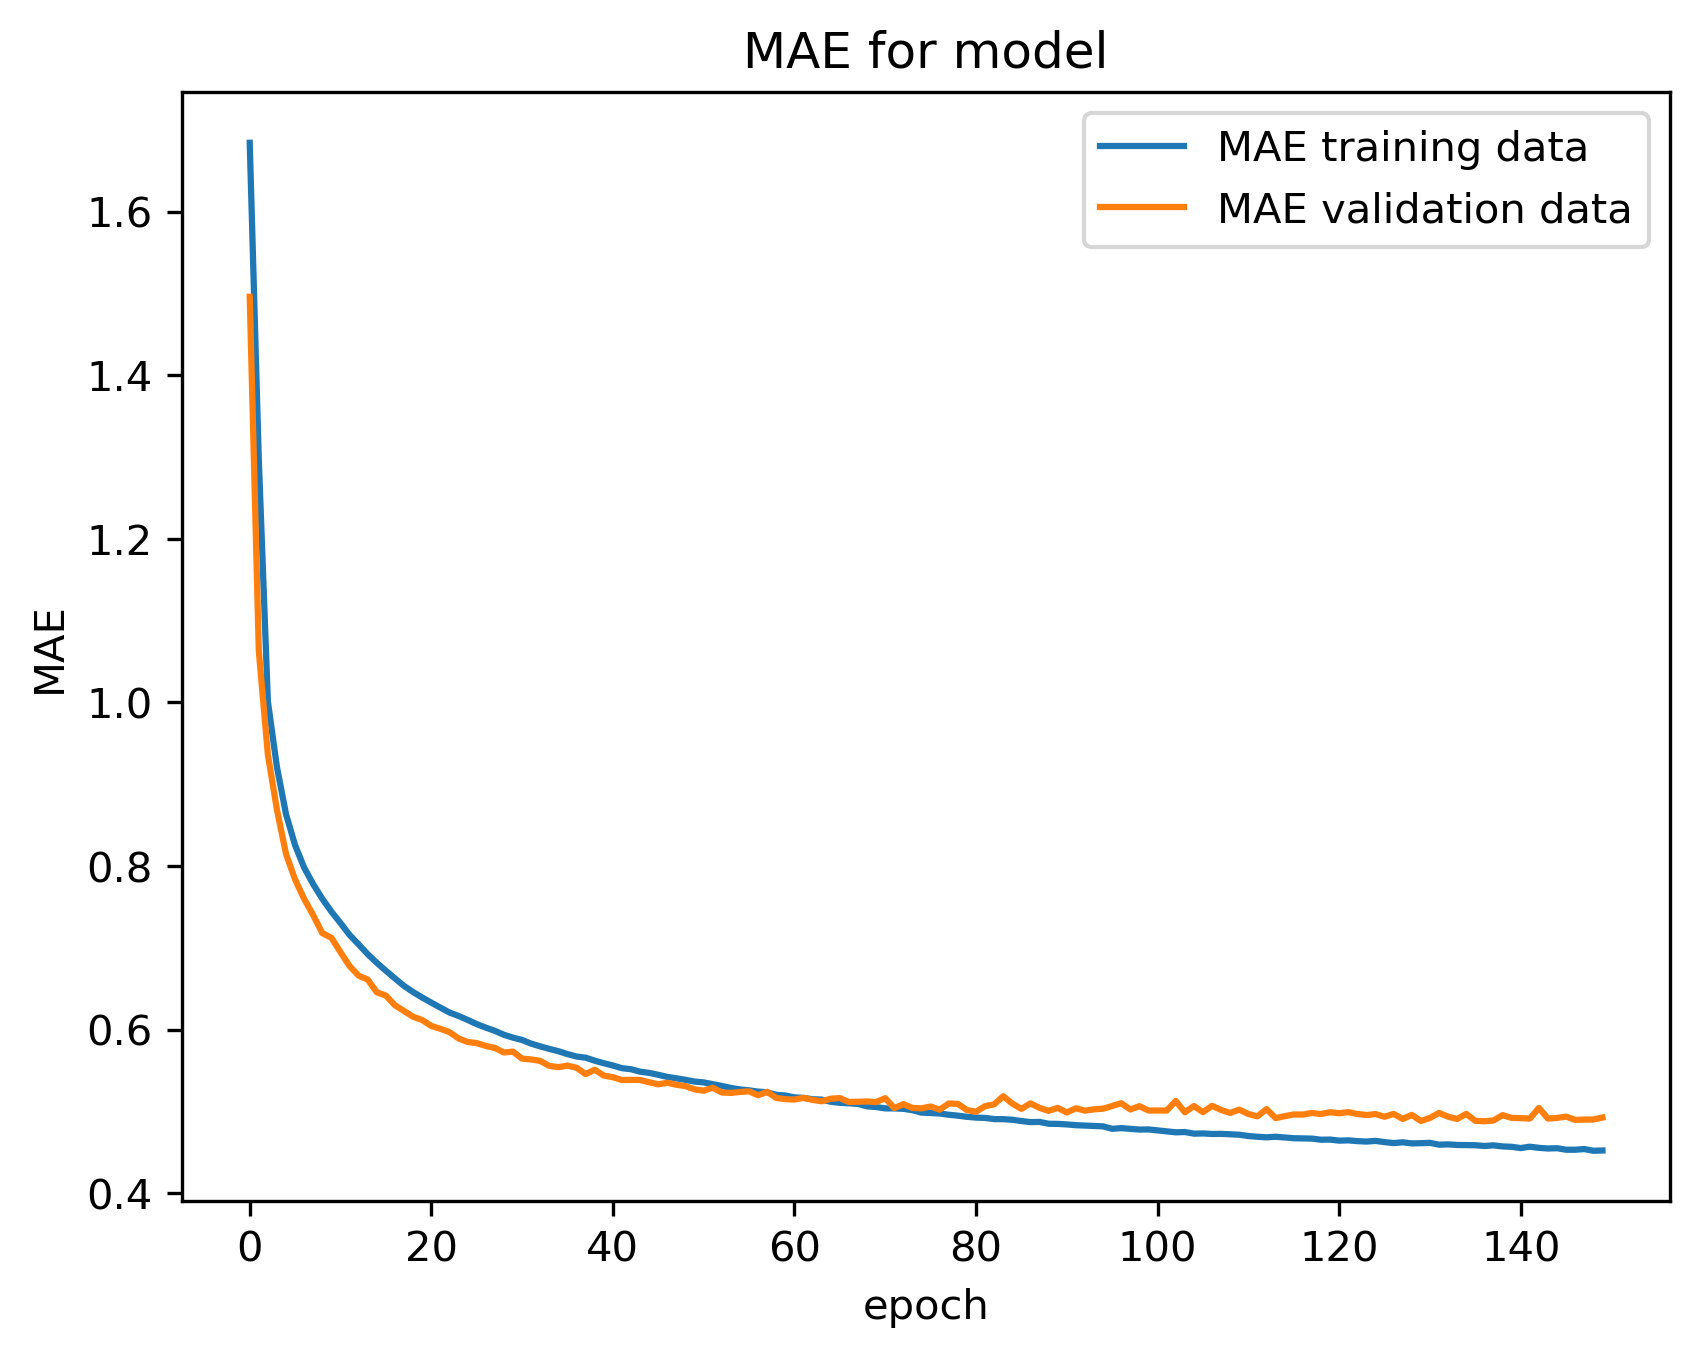 MAE for model
MAE training data
MAE validation data
MAE
1.6
1.4
1.2
1.0
0.8
0.6
0.4
0 20 40 60 80 100 120 140
epoch